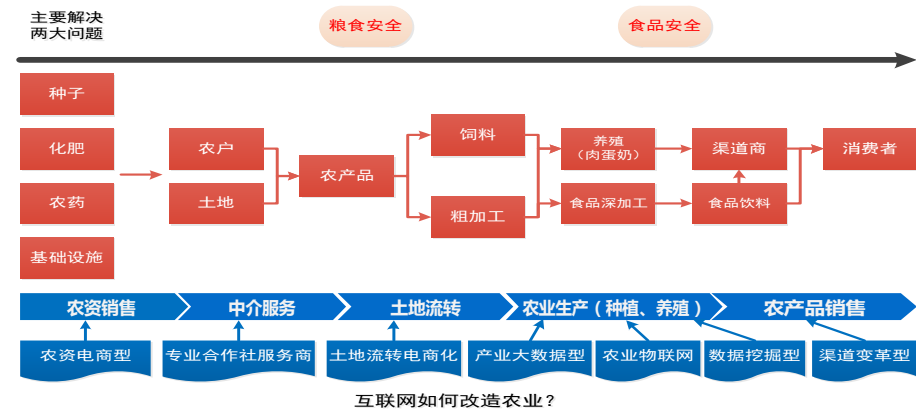 主要解决
两大问题
粮食安全
食品安全
种子
化肥
农药
基础设施
农户
土地
农产品
饲料
粗加工
养殖
（肉蛋奶）
食品深加工
渠道商
食品饮料
消费者
农资销售
中介服务
土地流转
农业生产（种植、养殖）
农产品销售
农资电商型
专业合作社服务商
土地流转电商化
产业大数据型
农业物联网
数据挖掘型
渠道变革型
互联网如何改造农业？